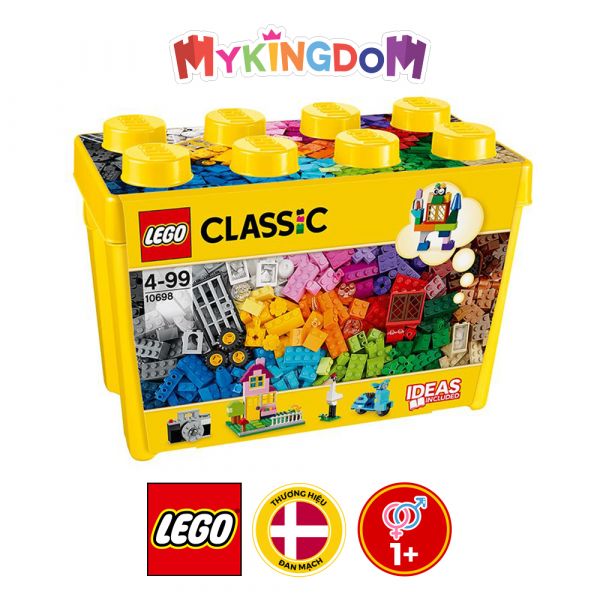 MYKINGDOM
LEGO
CLASSIC
4-99
10698
IDEAS
INCLUDED
LEGO
THƯƠNG HIỆU
ĐAN MẠCH
1+